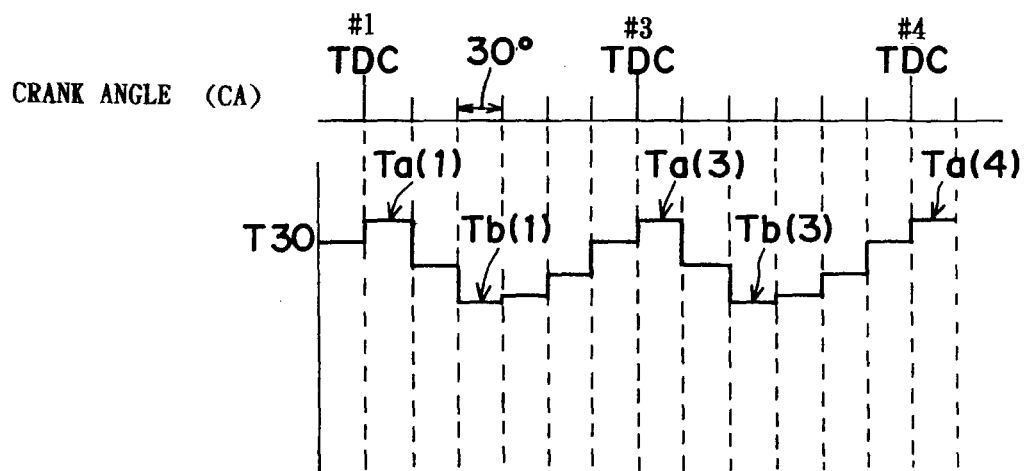 #1 #3 #4
TDC 30° TDC TDC
CRANK ANGLE (CA)
Ta(1) Ta(3) Ta(4)
T30 Tb(1) Tb(3)